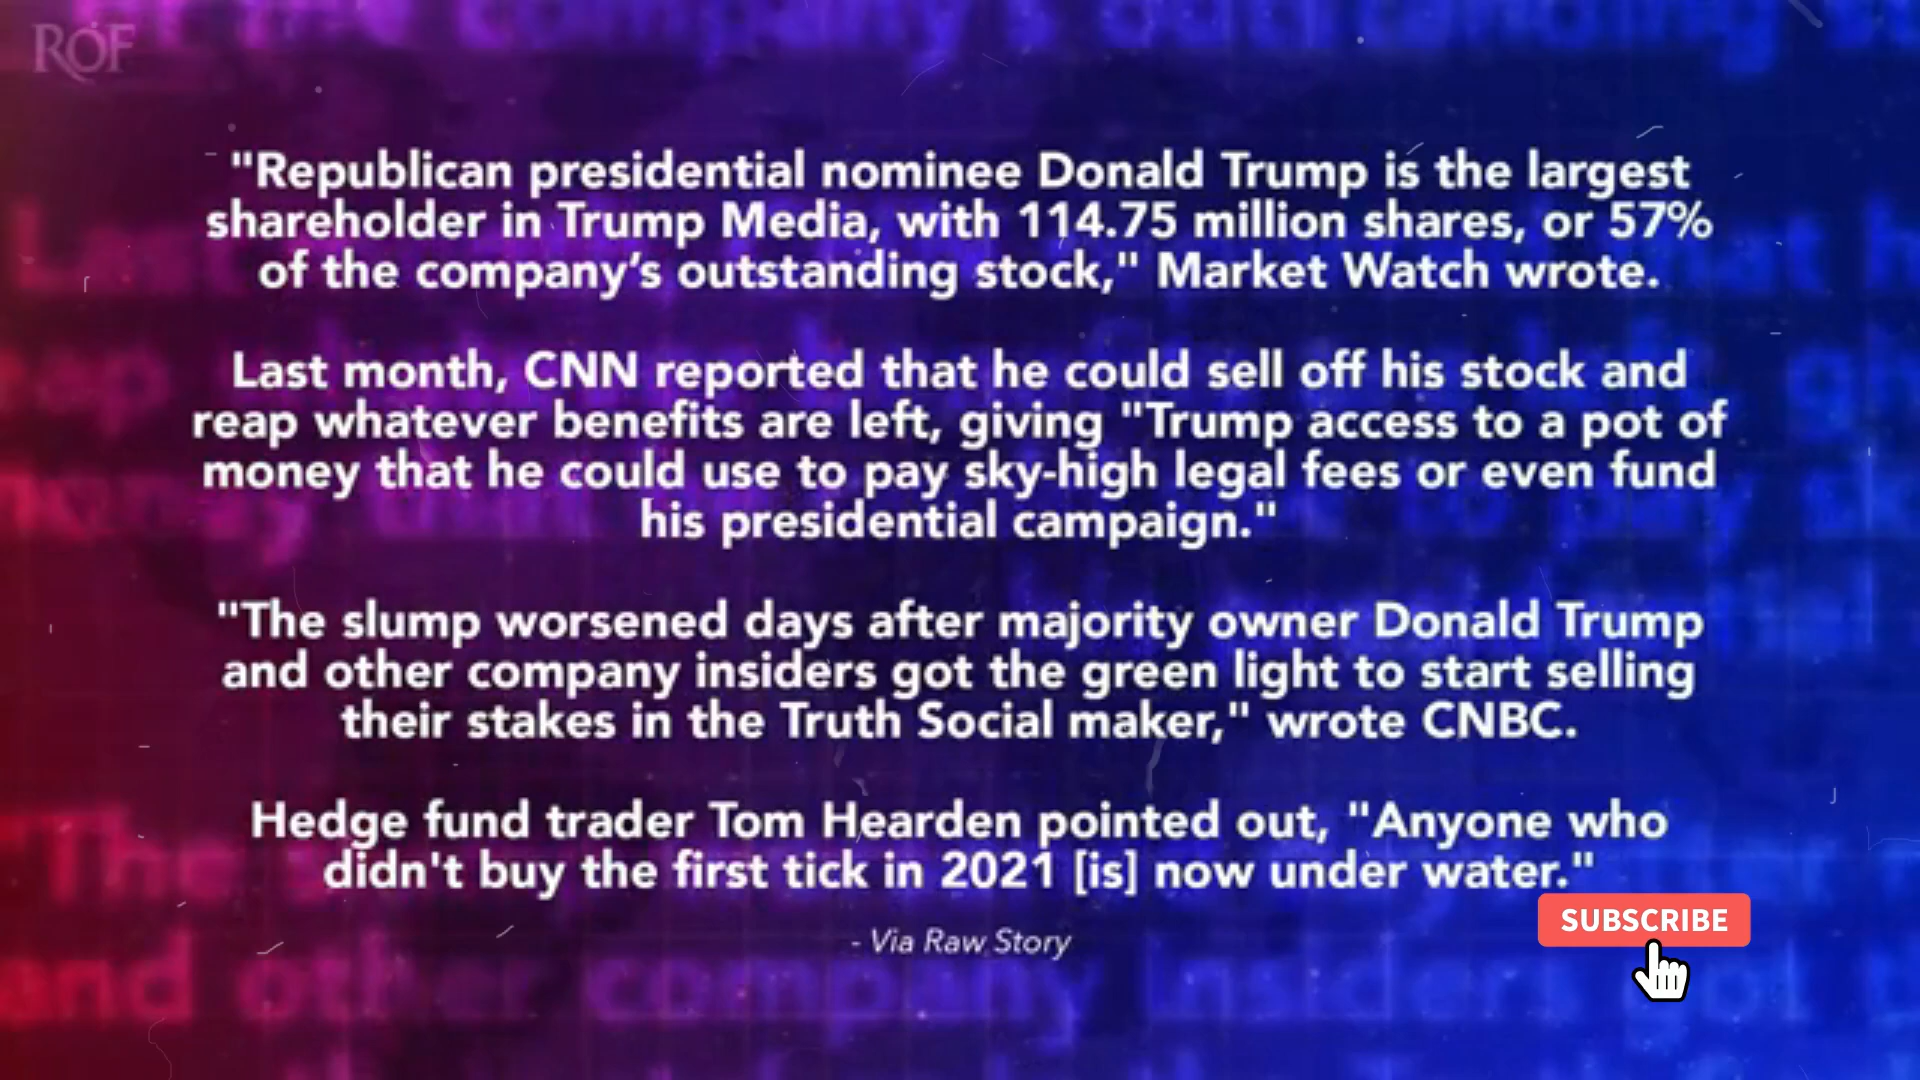 ROF
"Republican presidential nominee Donald Trump is the largest
shareholder in Trump Media, with 114.75 million shares, or 57%
of the company’s outstanding stock," Market Watch wrote.
Last month, CNN reported that he could sell off his stock and
reap whatever benefits are left, giving "Trump access to a pot of
money that he could use to pay sky-high legal fees or even fund
his presidential campaign."
"The slump worsened days after majority owner Donald Trump
and other company insiders got the green light to start selling
their stakes in the Truth Social maker," wrote CNBC.
Hedge fund trader Tom Hearden pointed out, "Anyone who
didn't buy the first tick in 2021 [is] now under water."
SUBSCRIBE
- Via Raw Story